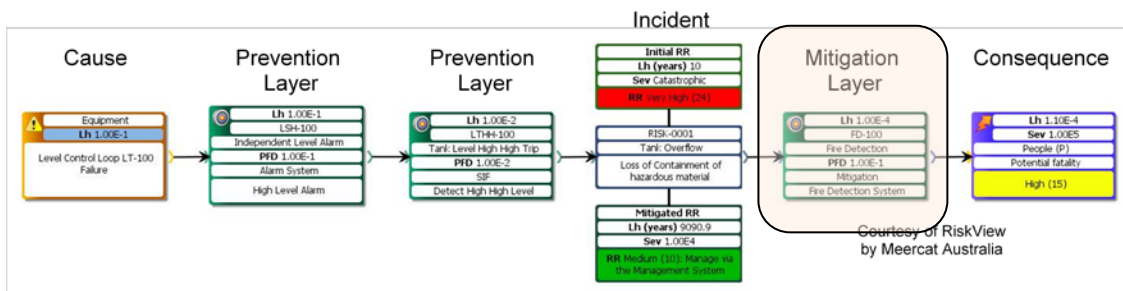 Incident
Cause
Prevention
Layer
Prevention
Layer
Mitigation
Layer
Consequence
Equipment
Lh 1.00E-1
Level Control Loop LT-100
Failure
Lh 1.00E-1
LSH-100
Independent Level Alarm
PFD 1.00E-1
Alarm System
High Level Alarm
Lh 1.00E-2
LTHH-100
Tank: Level High High Trip
PFD 1.00E-2
SIF
Detect High High Level
Initial RR
Lh (years) 10
Sev Catastrophic
RR Very High (24)
RISK-0001
Tank: Overflow
Loss of Containment of
hazardous material
Mitigated RR
Lh (years) 9090.9
Sev 1.00E4
RR Medium (10): Manage via
the Management System
Lh 1.00E-4
FD-100
Fire Detection
PFD 1.00E-1
Mitigation
Fire Detection System
Lh 1.10E-4
Sev 1.00E5
People (P)
Potential fatality
High (15)
Courtesy of RiskView
by Meercat Australia